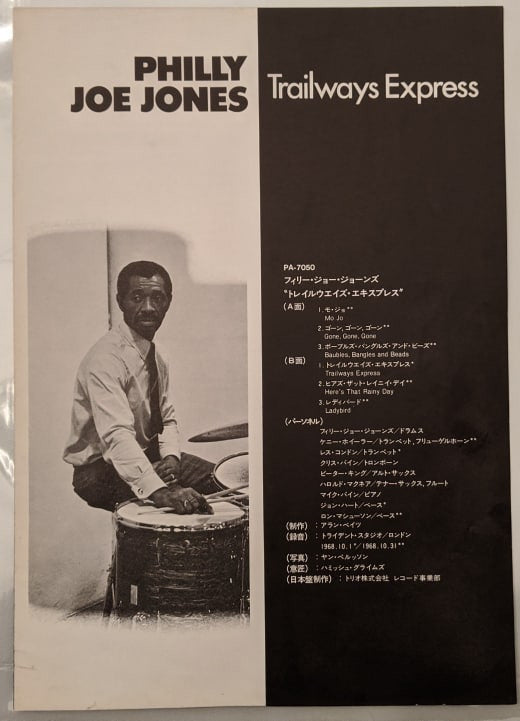 PHILLY
JOE JONES
Trailways Express
PA-7050
フィリー・ジョー・ジョーンズ
"トレイルウエイズ・エキスプレス"
(A面)
1.モ・ジョ**
Mo Jo
2.ゴーン,ゴーン,ゴーン**
Gone, Gone, Gone
3.ボーブルズ・バングルズ・アンド・ビーズ**
Baubles, Bangles and Beads
(B面)
1.トレイルウエイズ・エキスプレス*
Trailways Express
2.ヒアズ・ザット・レイニイ・デイ**
Here's That Rainy Day
3.レディバード**
Ladybird
(パーソネル)
フィリー・ジョー・ジョーンズ/ドラムス
ケニー・ホイーラー/トランペット,フリューゲルホーン**
レス・コンドン/トランペット*
クリス・パイン/トロンボーン
ピーター・キング/アルト・サックス
ハロルド・マクネア/テナー・サックス,フルート
マイク・パイン/ピアノ
ジョン・ハート/ベース*
ロン・マシューソン/ベース**
(制作):アラン・ベイツ
(録音):トライデント・スタジオ/ロンドン
1968.10.1*/1968.10.31**
(写真):ヤン・ペルッソン
(意匠):ハミッシュ・グライムズ
(日本盤制作):トリオ株式会社 レコード事業部